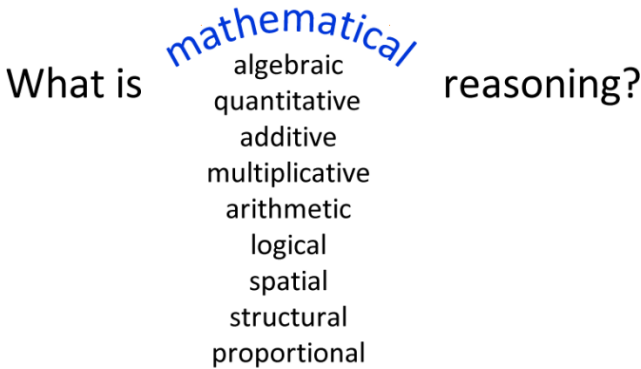 mathematical
What is
algebraic
reasoning?
quantitative
additive
multiplicative
arithmetic
logical
spatial
structural
proportional